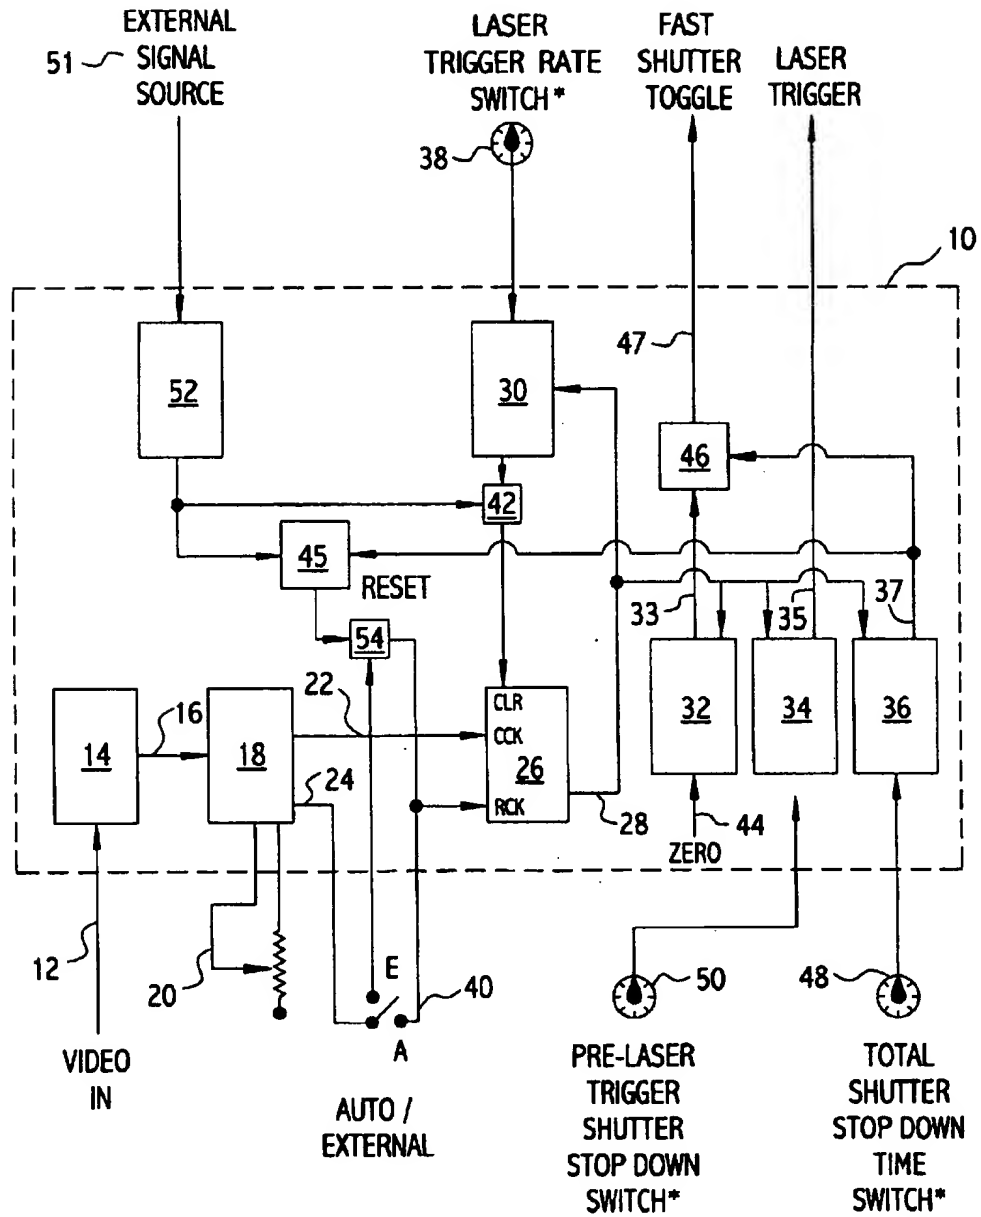 EXTERNAL
SIGNAL
SOURCE
51
LASER
TRIGGER RATE
SWITCH*
38
FAST
SHUTTER
TOGGLE
LASER
TRIGGER
10
47
52
30
46
42
45
RESET
33
35
37
54
22
CLR
CCK
26
RCK
16
14
18
24
32
34
36
28
44
ZERO
12
20
E
40
A
50
48
VIDEO
IN
AUTO /
EXTERNAL
PRE-LASER
TRIGGER
SHUTTER
STOP DOWN
SWITCH*
TOTAL
SHUTTER
STOP DOWN
TIME
SWITCH*